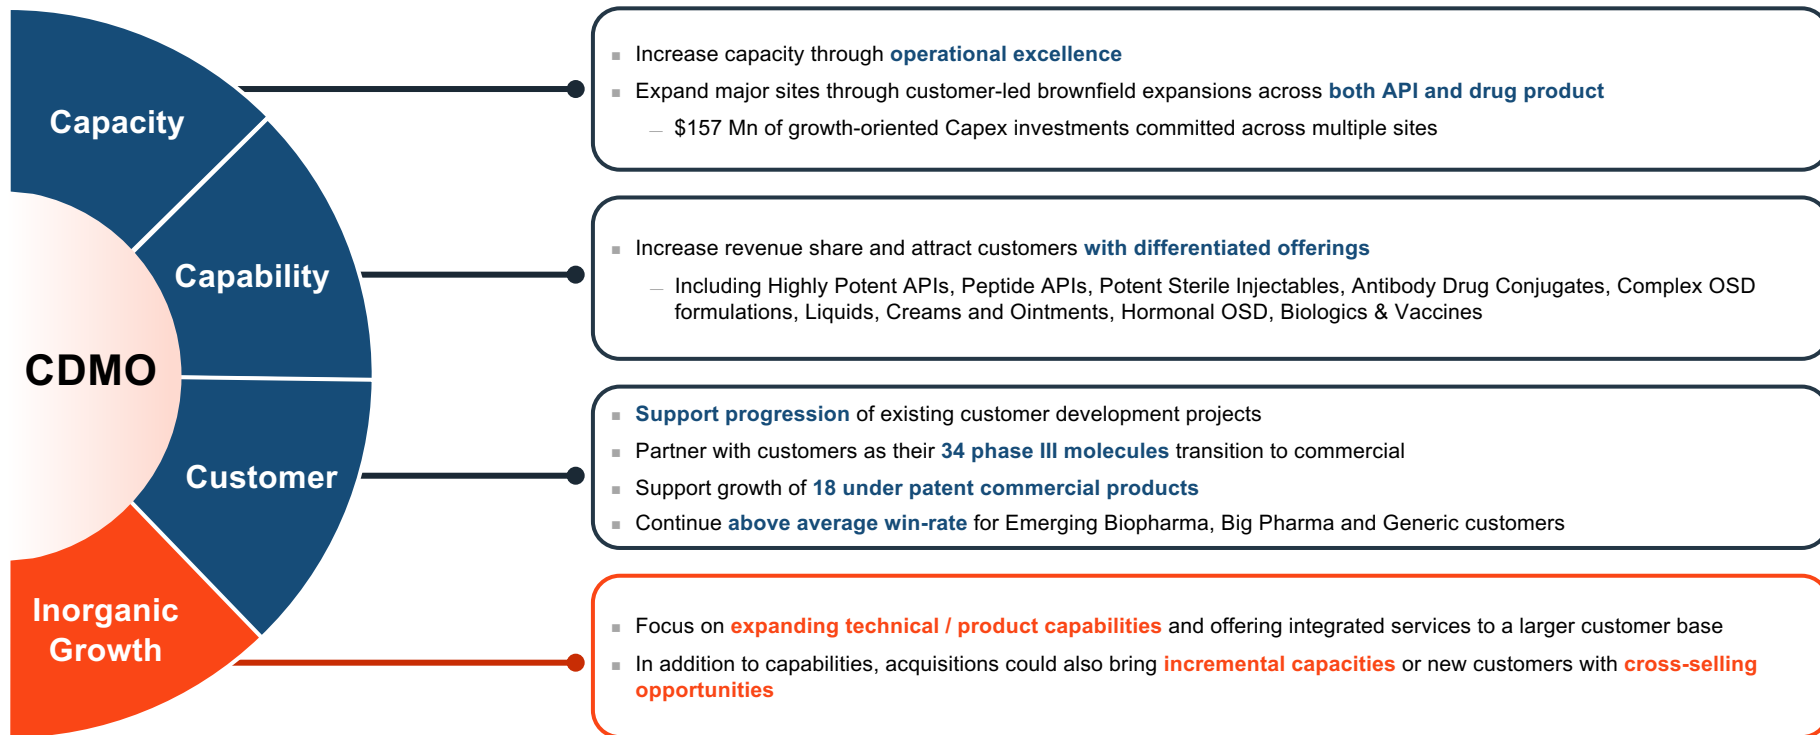 Capacity
Increase capacity through operational excellence
Expand major sites through customer-led brownfield expansions across both API and drug product
— $157 Mn of growth-oriented Capex investments committed across multiple sites
Capability
Increase revenue share and attract customers with differentiated offerings
— Including Highly Potent APIs, Peptide APIs, Potent Sterile Injectables, Antibody Drug Conjugates, Complex OSD
formulations, Liquids, Creams and Ointments, Hormonal OSD, Biologics & Vaccines
CDMO
Customer
Support progression of existing customer development projects
Partner with customers as their 34 phase III molecules transition to commercial
Support growth of 18 under patent commercial products
Continue above average win-rate for Emerging Biopharma, Big Pharma and Generic customers
Inorganic
Growth
Focus on expanding technical / product capabilities and offering integrated services to a larger customer base
In addition to capabilities, acquisitions could also bring incremental capacities or new customers with cross-selling
opportunities